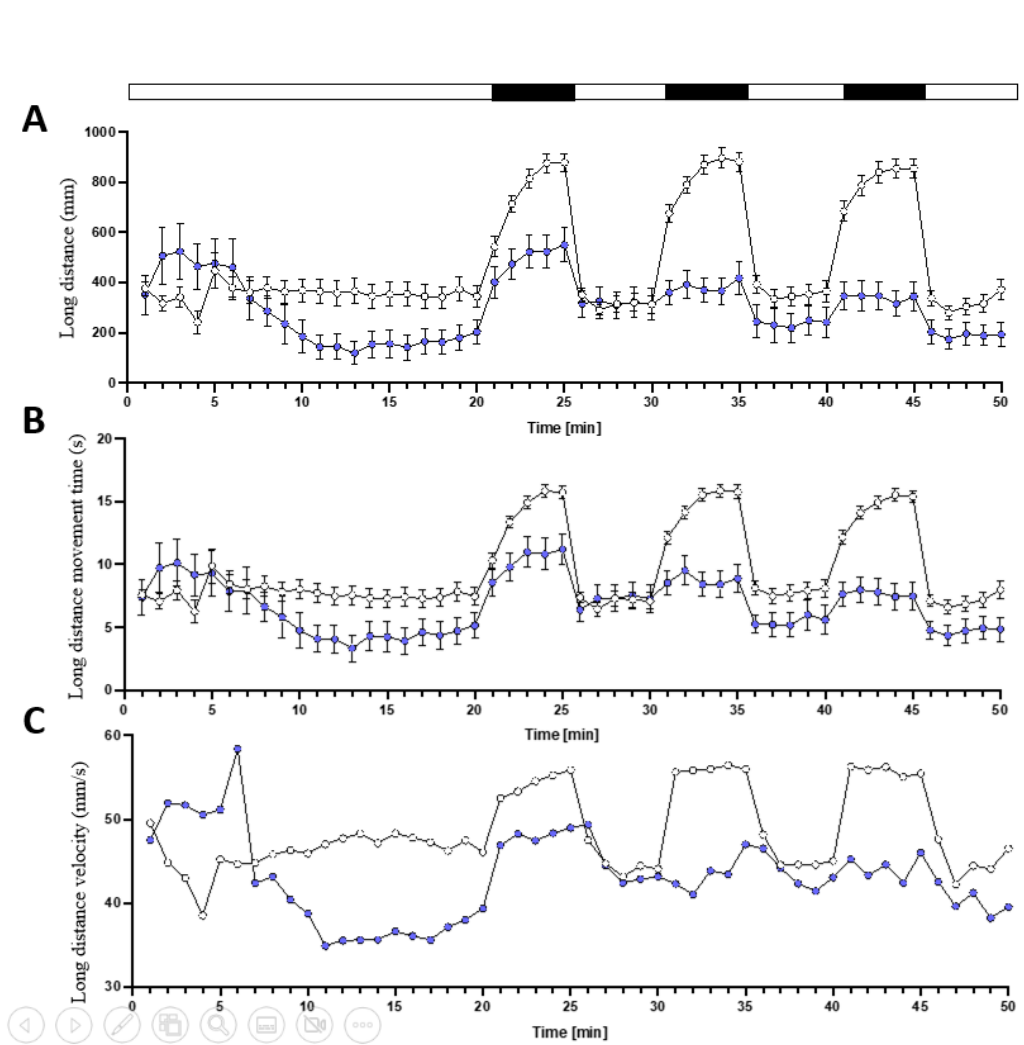 A
Long distance (mm)
1000
800
600
400
200
0
0 5 10 15 20 25 30 35 40 45 50
Time [min]
B
Long distance movement time (s)
20
15
10
5
0
0 5 10 15 20 25 30 35 40 45 50
Time [min]
C
Long distance velocity (mm/s)
60
50
40
30
0 5 10 15 20 25 30 35 40 45 50
Time [min]